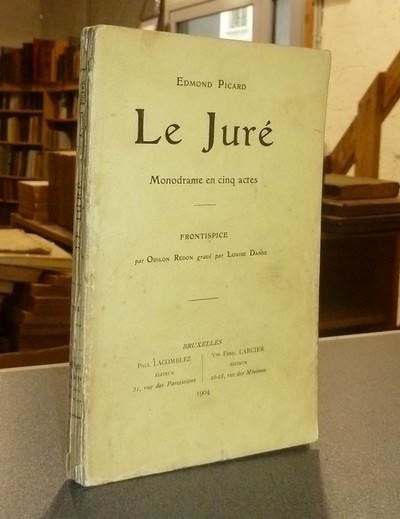 EDMOND PICARD
Le Juré
Monodrame en cinq actes
FRONTISPICE
par ODILON REDON gravé par LOUISE DANSE
BRUXELLES
PAUL LACOMBLEZ
ÉDITEUR
31, rue des Paroissiens
Vve FERD. LARCIER
ÉDITEUR
26-28, rue des Minimes
1904